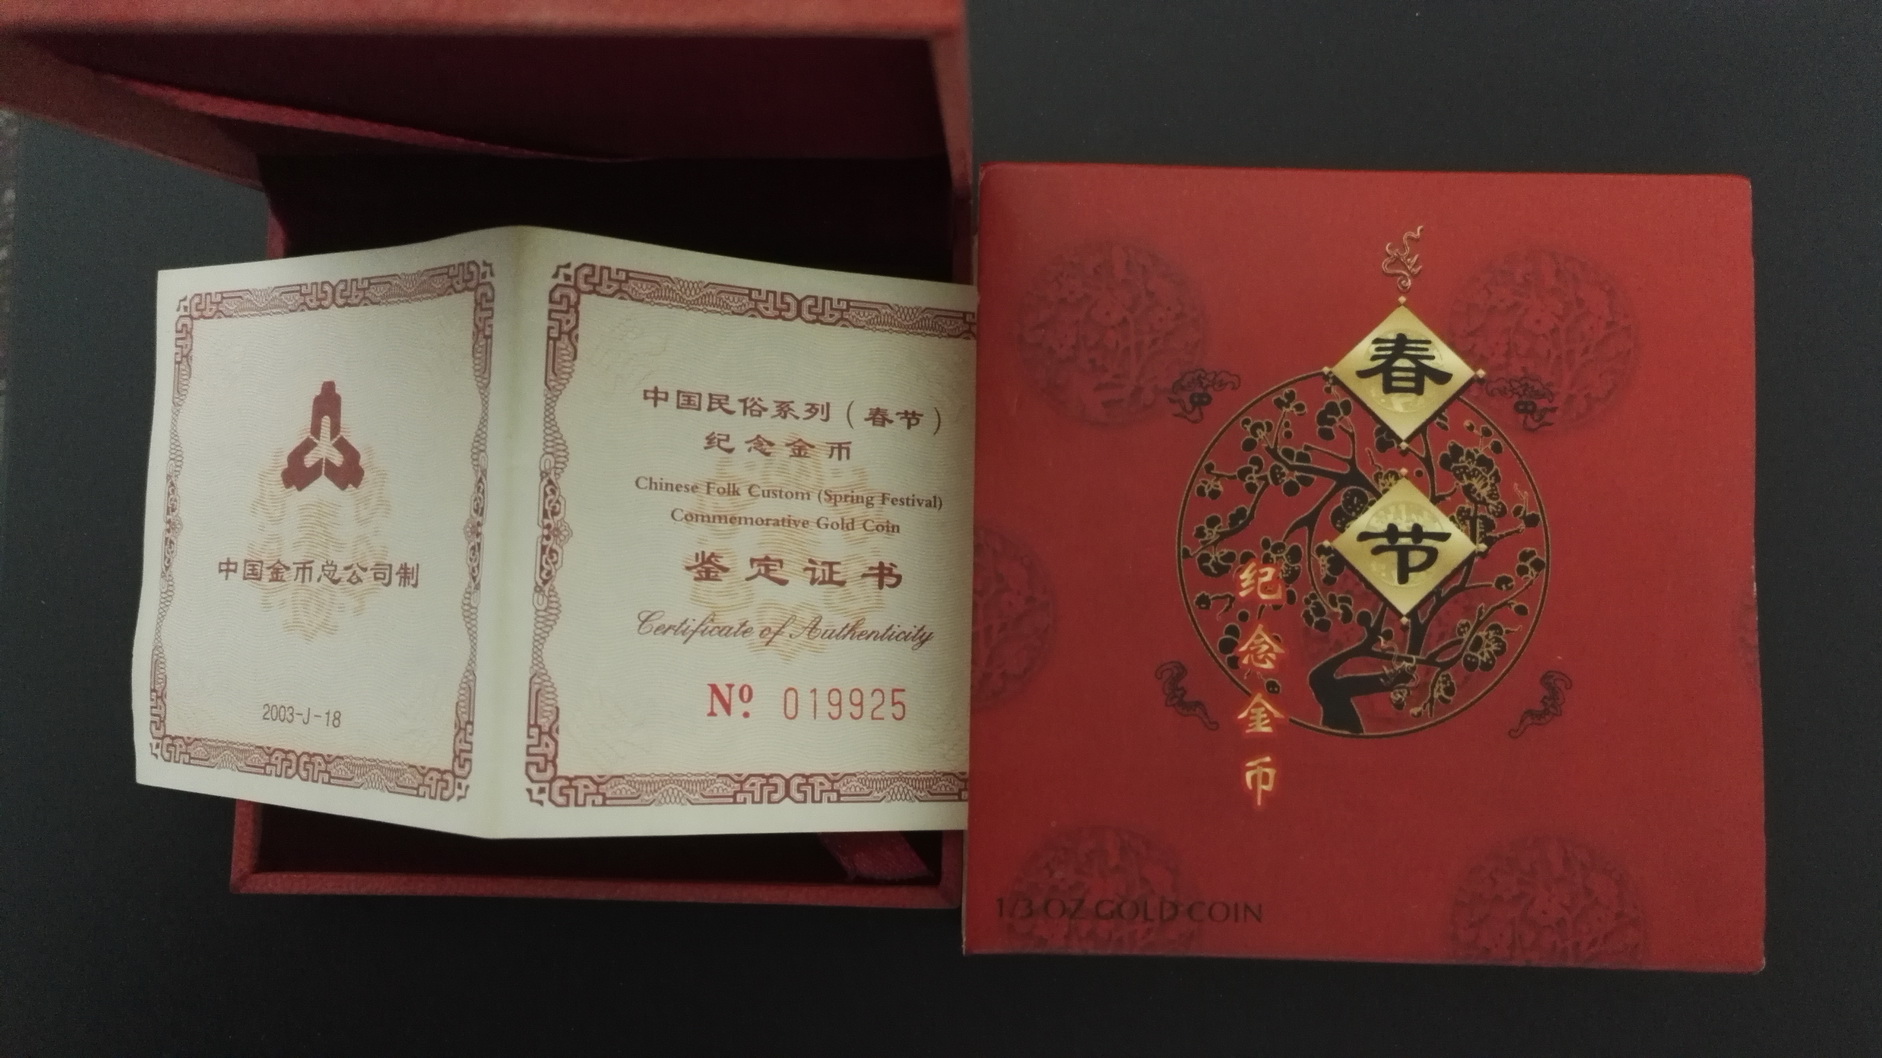 中国金币总公司制
2003-J-18
中国民俗系列（春节）
纪念金币
Chinese Folk Custom (Spring Festival)
Commemorative Gold Coin
鉴定证书
Certificate of Authenticity
Nº 019925
春
节
纪
念
金
币
1/3 OZ GOLD COIN